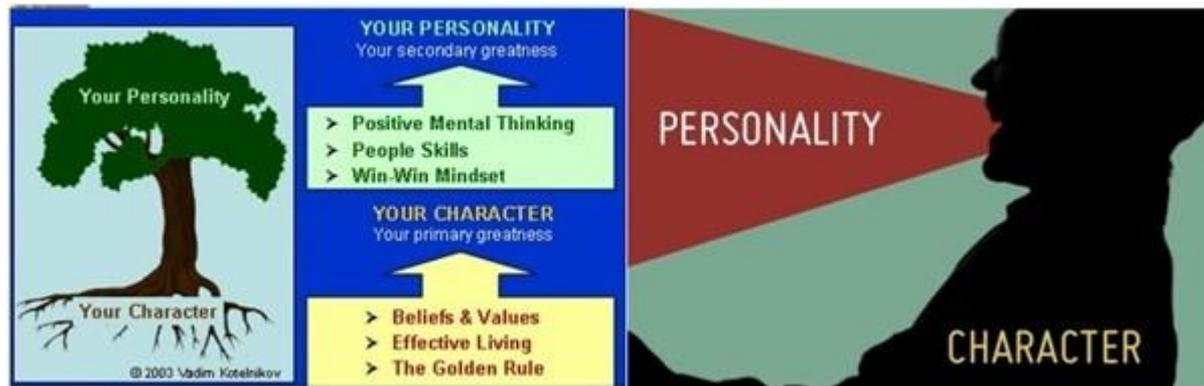 Your Personality
Your Character
© 2003 Vadim Kotelnikov
YOUR PERSONALITY
Your secondary greatness
➤ Positive Mental Thinking
➤ People Skills
➤ Win-Win Mindset
YOUR CHARACTER
Your primary greatness
➤ Beliefs & Values
➤ Effective Living
➤ The Golden Rule
PERSONALITY
CHARACTER